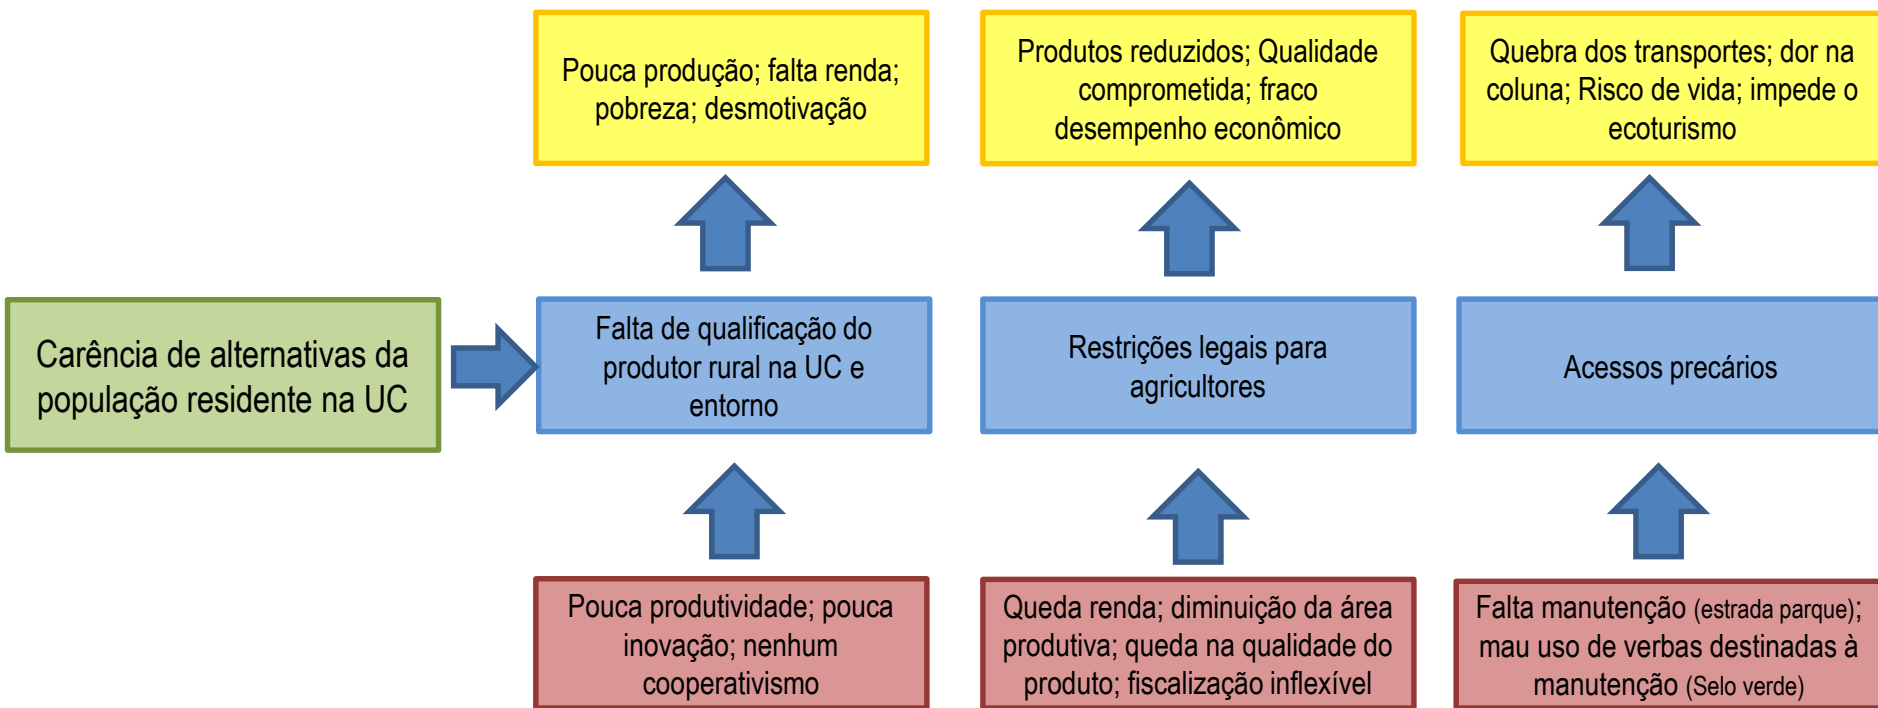 Pouca produção; falta renda;
pobreza; desmotivação
Produtos reduzidos; Qualidade
comprometida; fraco
desempenho econômico
Quebra dos transportes; dor na
coluna; Risco de vida; impede o
ecoturismo
Carência de alternativas da
população residente na UC
Falta de qualificação do
produtor rural na UC e
entorno
Restrições legais para
agricultores
Acessos precários
Pouca produtividade; pouca
inovação; nenhum
cooperativismo
Queda renda; diminuição da área
produtiva; queda na qualidade do
produto; fiscalização inflexível
Falta manutenção (estrada parque);
mau uso de verbas destinadas à
manutenção (Selo verde)